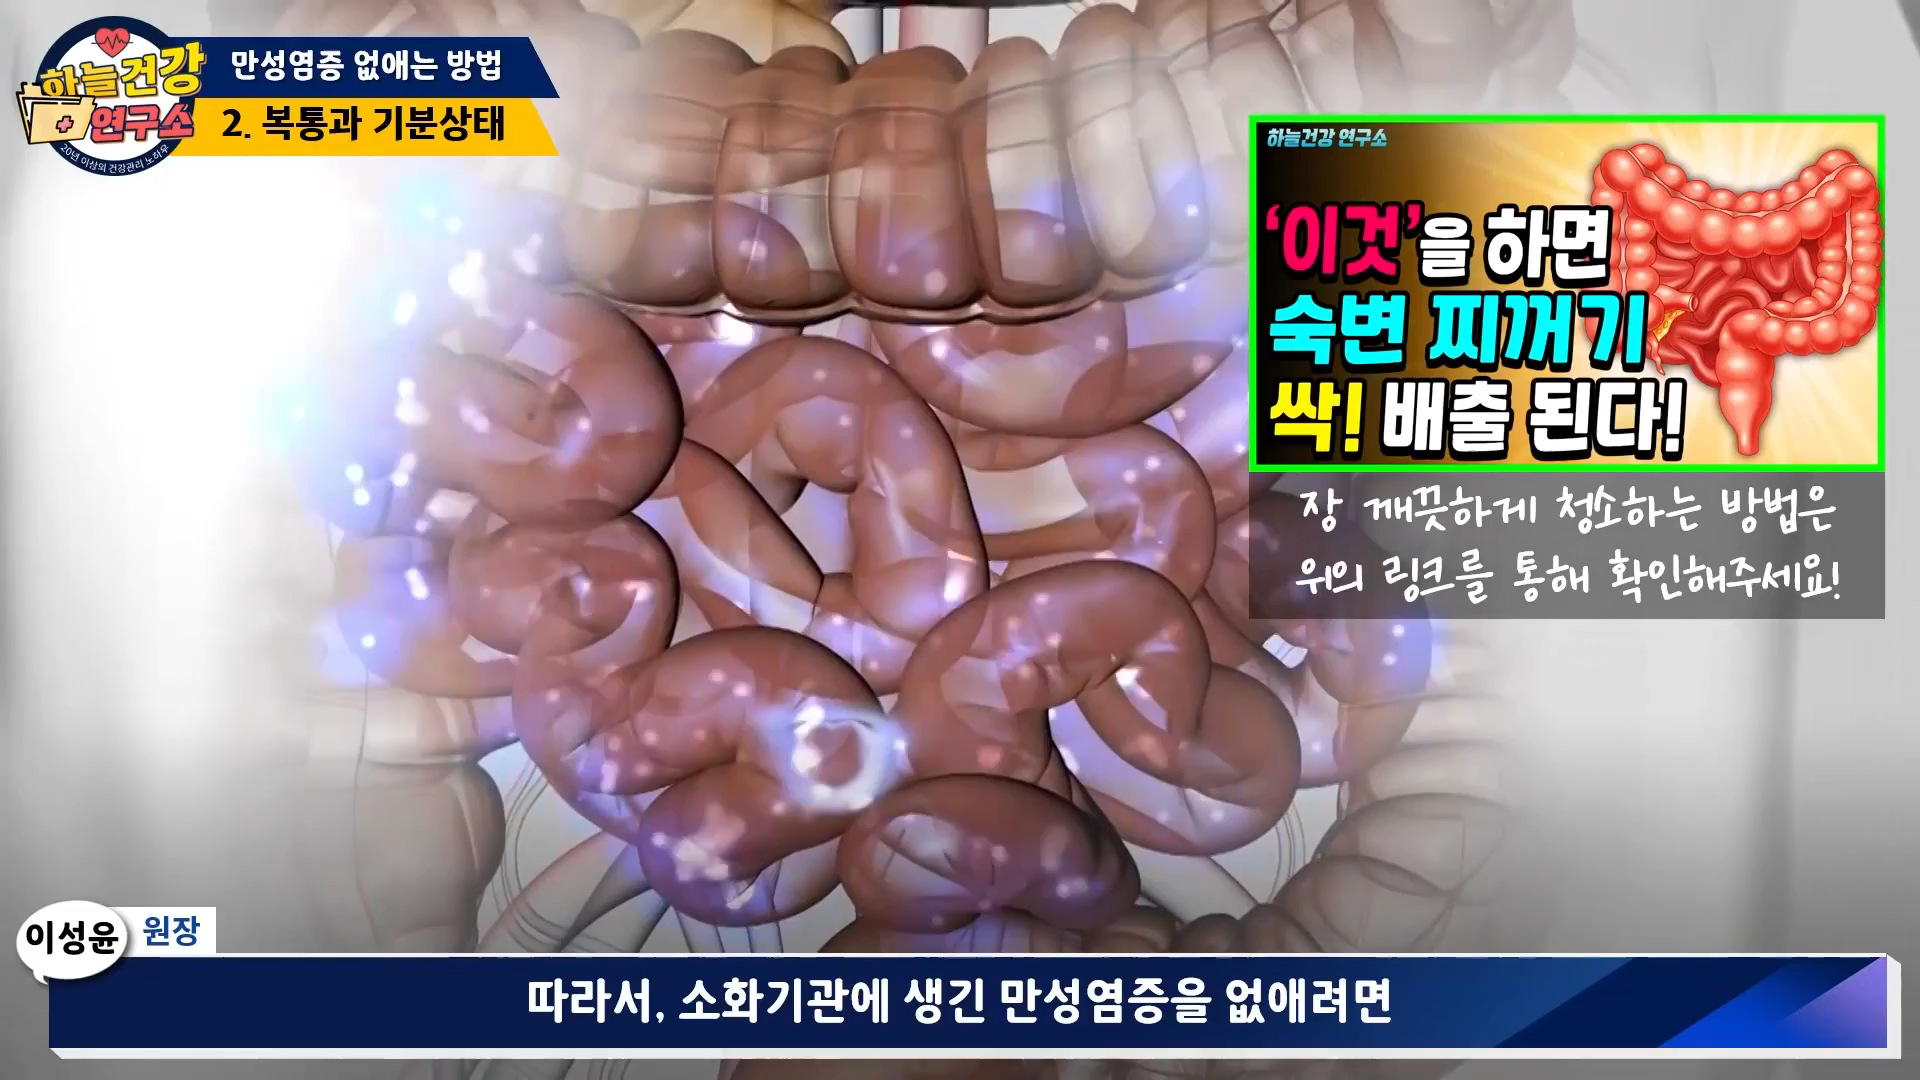 하늘건강
연구소
20년 이상의 건강관리 노하우
만성염증 없애는 방법
2. 복통과 기분상태
하늘건강 연구소
'이것'을 하면
숙변 찌꺼기
싹! 배출 된다!
장 깨끗하게 청소하는 방법은
위의 링크를 통해 확인해주세요!
이성윤 원장
따라서, 소화기관에 생긴 만성염증을 없애려면